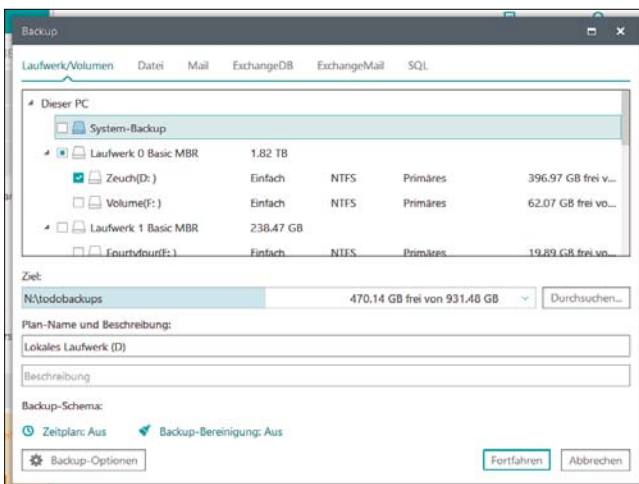 Backup
Laufwerk/Volumen Datei Mail ExchangeDB ExchangeMail SQL
Dieser PC
System-Backup
Laufwerk 0 Basic MBR 1.82 TB
Zeuch(D: ) Einfach NTFS Primäres 396.97 GB frei v...
Volume(F: ) Einfach NTFS Primäres 62.07 GB frei vo...
Laufwerk 1 Basic MBR 238.47 GB
Fourtyfour(E: ) Einfach NTFS Primäres 19.89 GB frei vo...
Ziel:
N:\todobackups 470.14 GB frei von 931.48 GB Durchsuchen...
Plan-Name und Beschreibung:
Lokales Laufwerk (D)
Beschreibung
Backup-Schema:
Zeitplan: Aus Backup-Bereinigung: Aus
Backup-Optionen Fortfahren Abbrechen